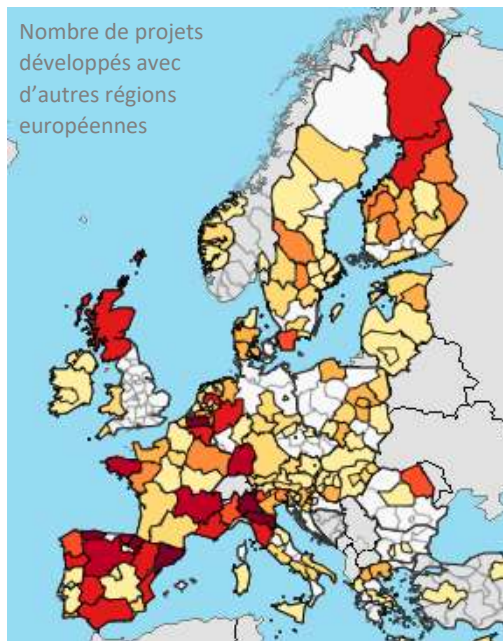 Nombre de projets
développés avec
d’autres régions
européennes